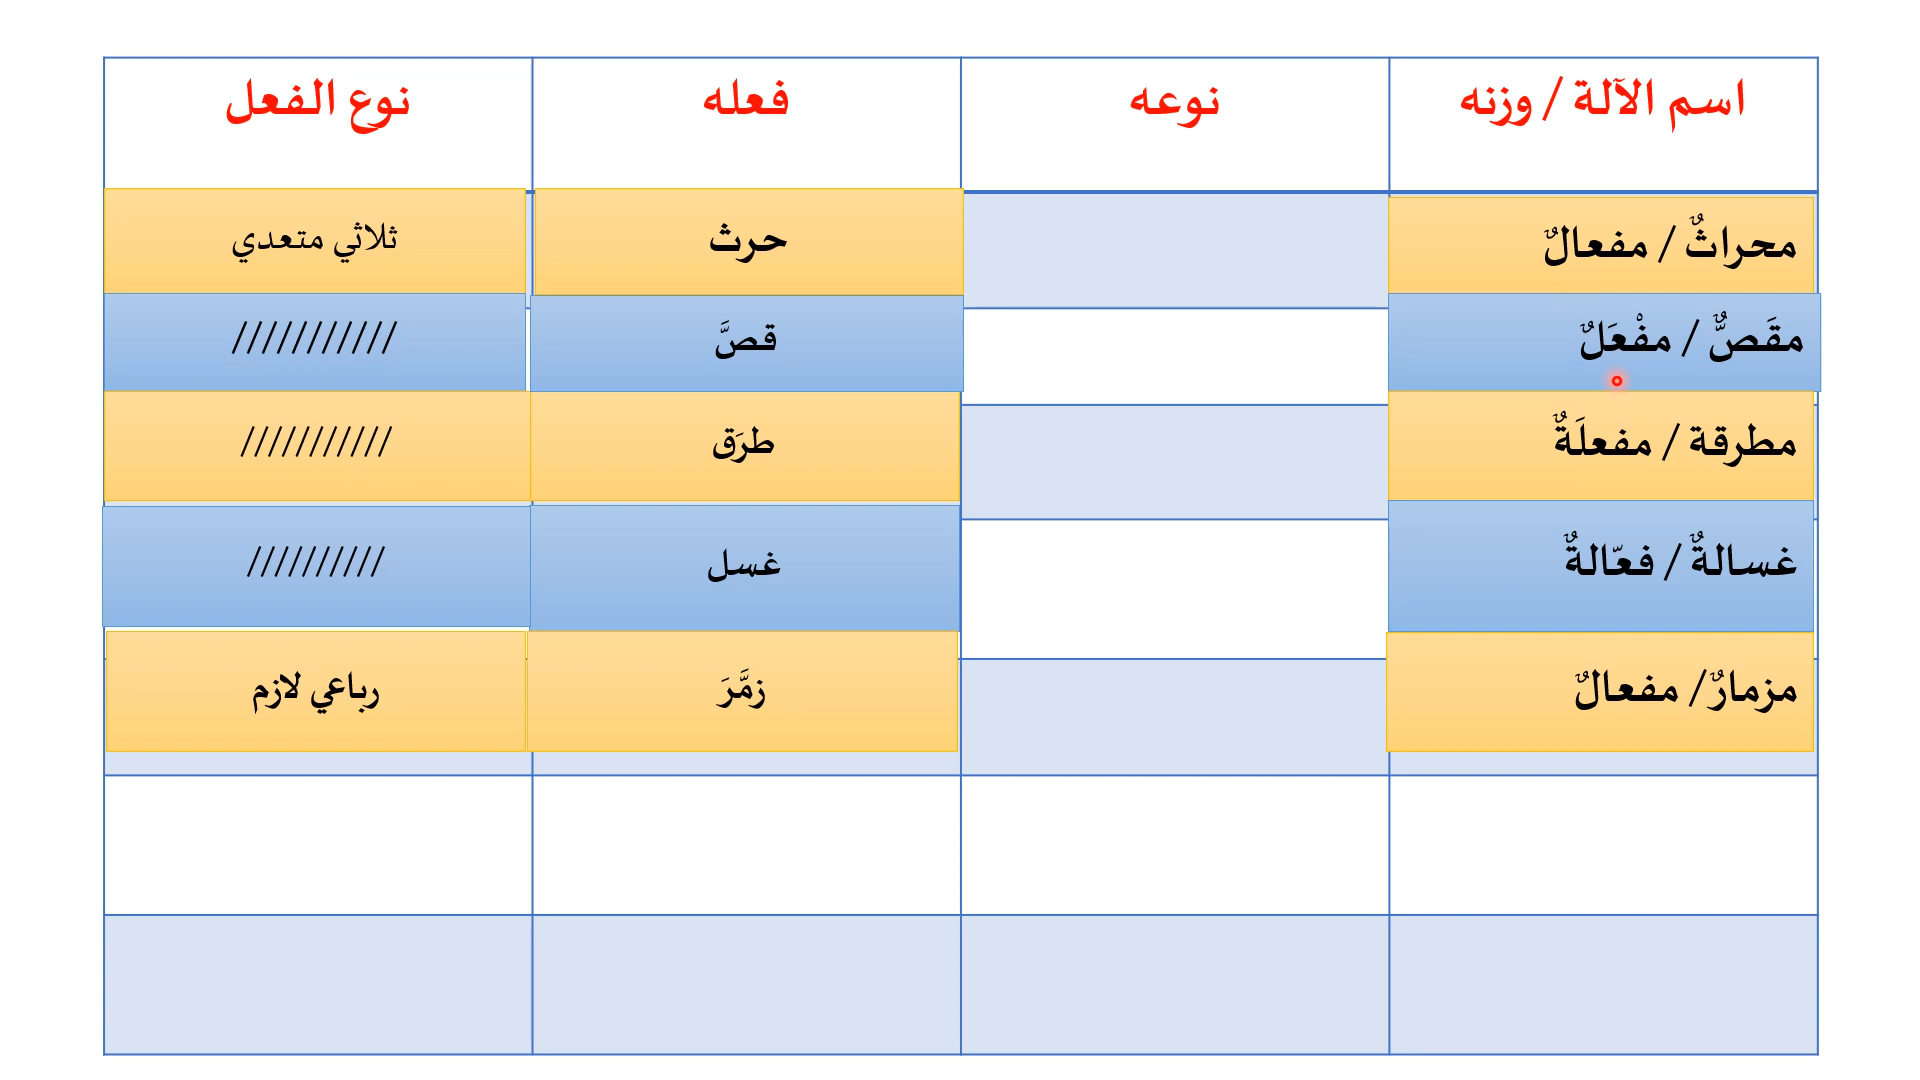 اسم الآلة / وزنه نوعه فعله نوع الفعل
محراثٌ / مفعالٌ حرث ثلاثي متعدي
مقَصٌّ / مفْعَلٌ قصَّ ///////////
مطرقة / مفعلَةٌ طرَق ///////////
غسالةٌ / فعّالةٌ غسل //////////
مزمارٌ/ مفعالٌ زمَّرَ رباعي لازم